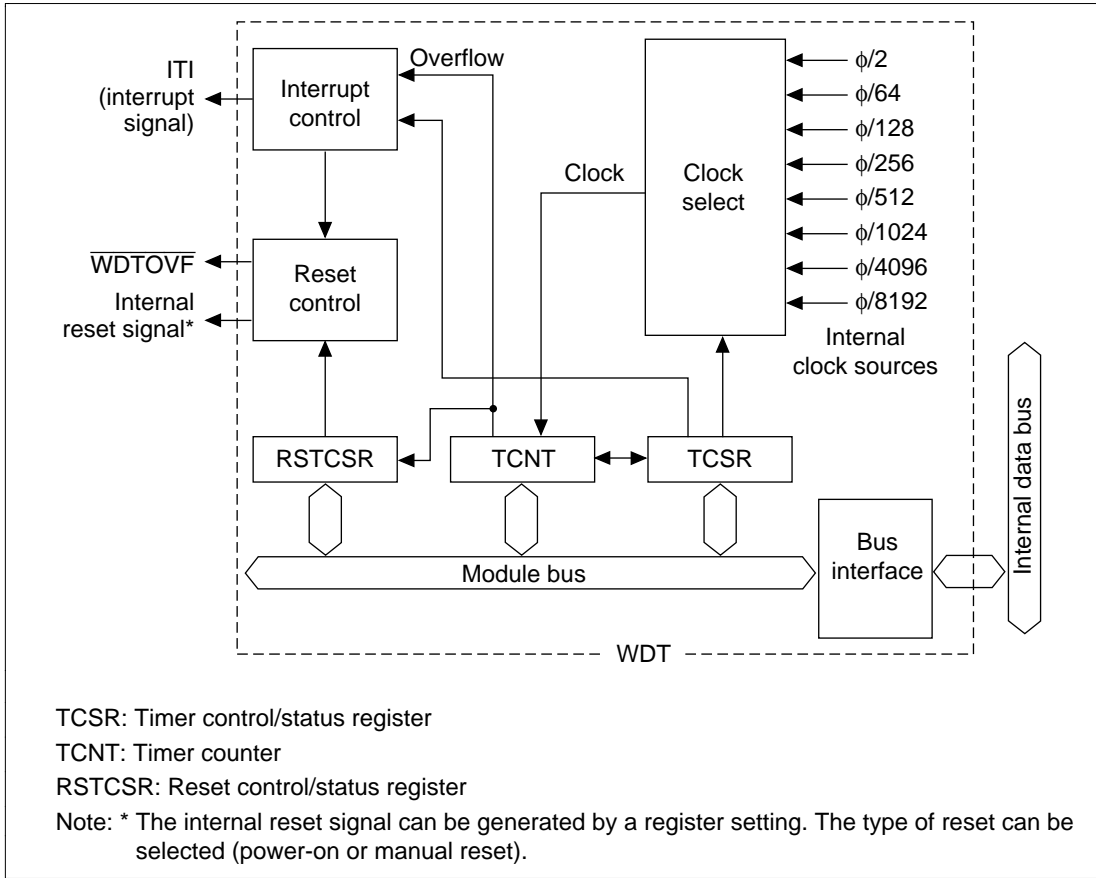 ITI
(interrupt
signal)
Overflow
Interrupt
control
WDTOVF
Internal
reset signal*
Reset
control
Clock
Clock
select
ϕ/2
ϕ/64
ϕ/128
ϕ/256
ϕ/512
ϕ/1024
ϕ/4096
ϕ/8192
Internal
clock sources
RSTCSR
TCNT
TCSR
Module bus
Bus
interface
Internal data bus
WDT
TCSR: Timer control/status register
TCNT: Timer counter
RSTCSR: Reset control/status register
Note: * The internal reset signal can be generated by a register setting. The type of reset can be
selected (power-on or manual reset).